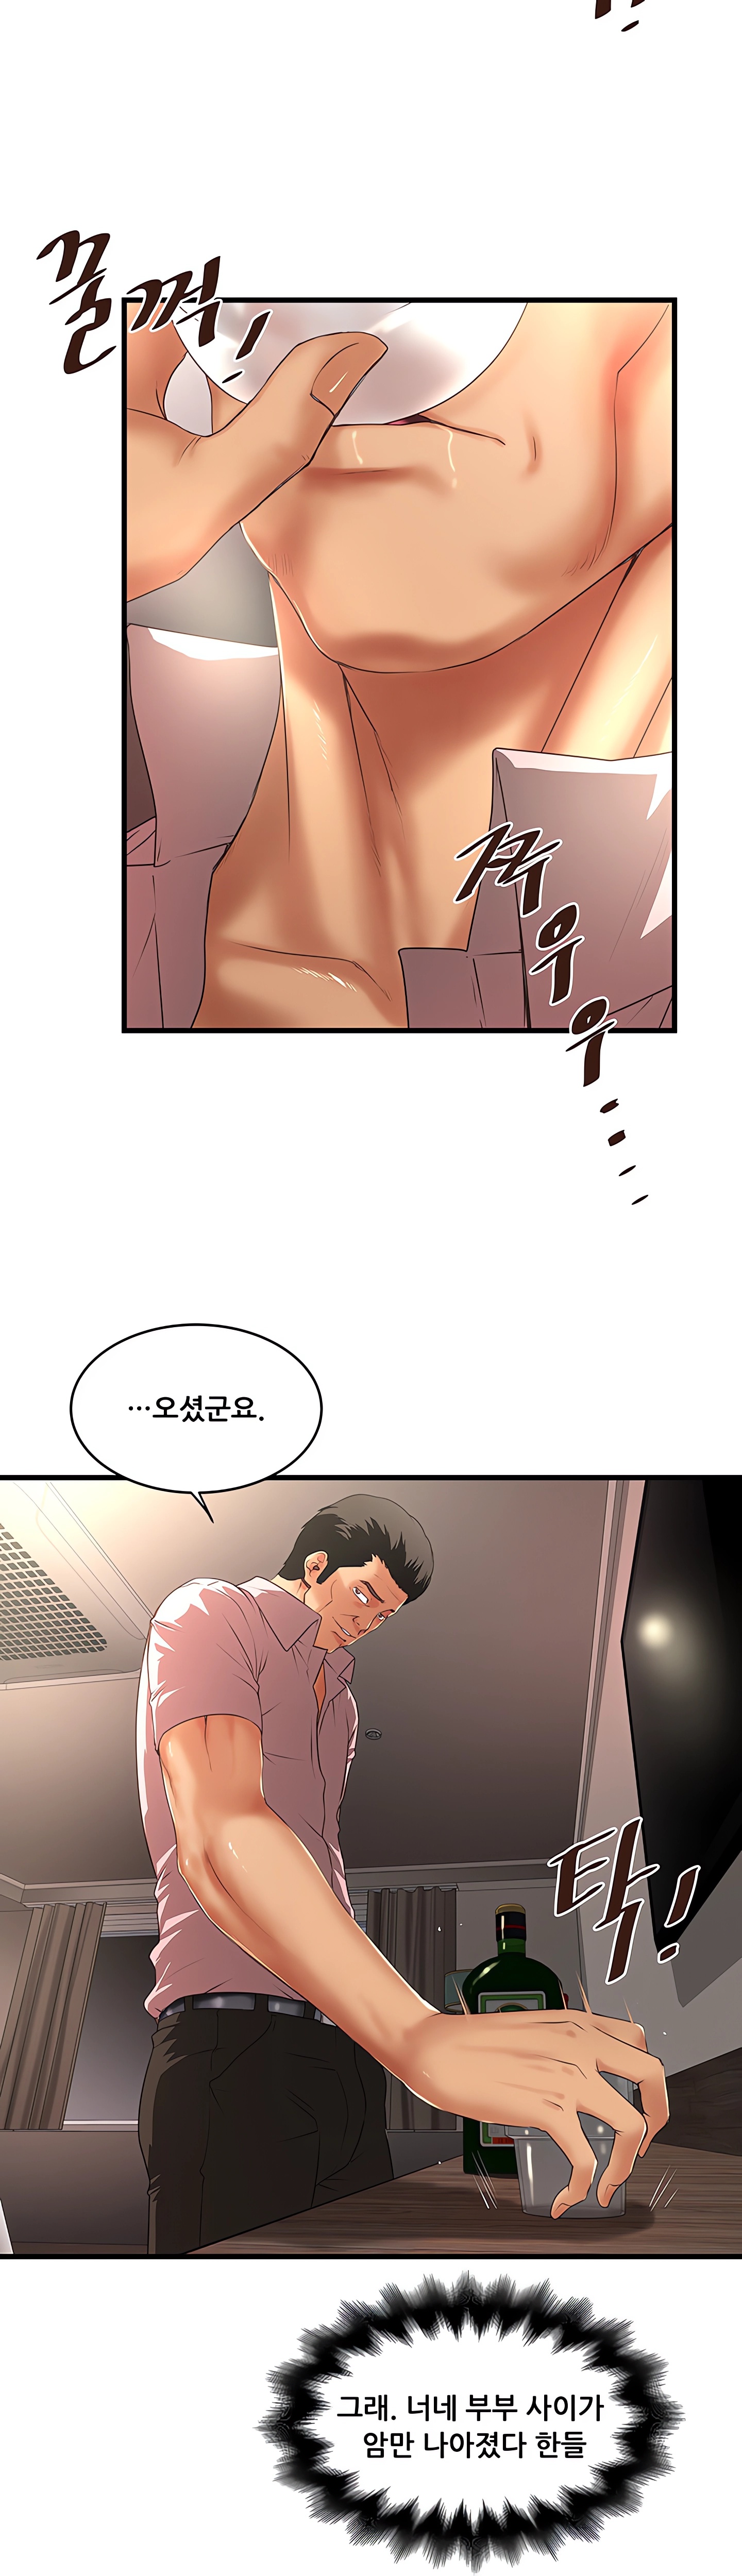 꿀꺽!
쭈우우...
…오셨군요.
탁!
그래. 너네 부부 사이가
암만 나아졌다 한들